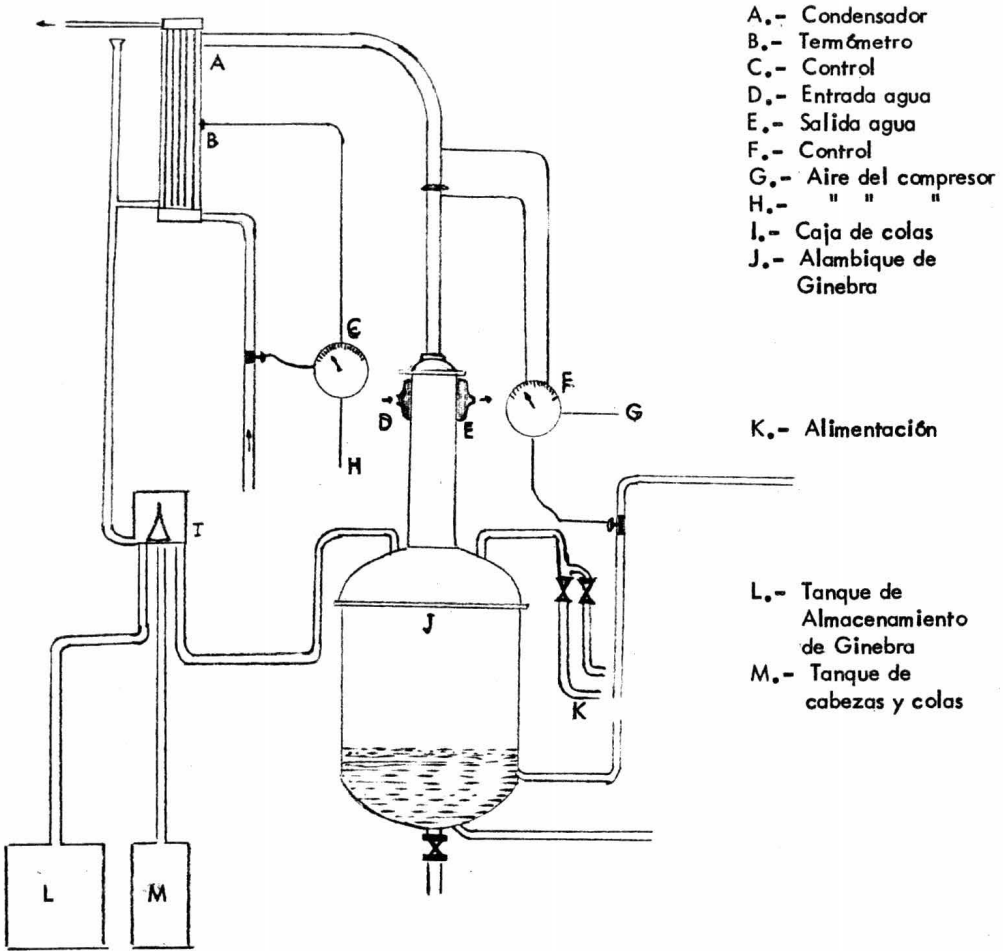 A.- Condensador
B.- Termómetro
C.- Control
D.- Entrada agua
E.- Salida agua
F.- Control
G.- Aire del compresor
H.- " " "
I.- Caja de colas
J.- Alambique de
Ginebra
K.- Alimentación
L.- Tanque de
Almacenamiento
de Ginebra
M.- Tanque de
cabezas y colas
A
B
C
F
D
E
G
H
I
J
K
L
M